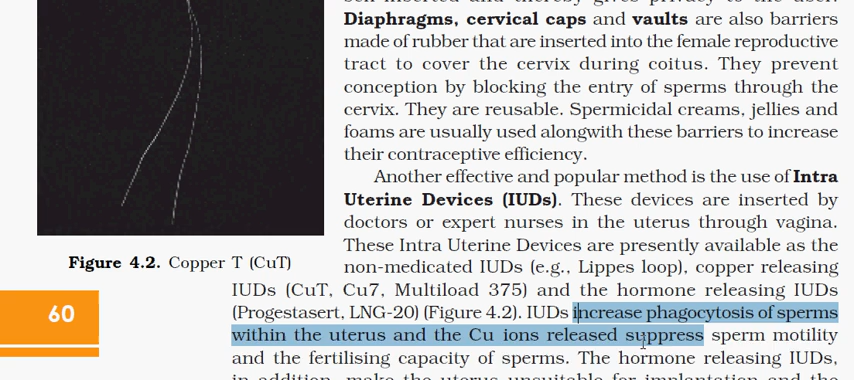 Diaphragms, cervical caps and vaults are also barriers
made of rubber that are inserted into the female reproductive
tract to cover the cervix during coitus. They prevent
conception by blocking the entry of sperms through the
cervix. They are reusable. Spermicidal creams, jellies and
foams are usually used alongwith these barriers to increase
their contraceptive efficiency.
Another effective and popular method is the use of Intra
Uterine Devices (IUDs). These devices are inserted by
doctors or expert nurses in the uterus through vagina.
These Intra Uterine Devices are presently available as the
non-medicated IUDs (e.g., Lippes loop), copper releasing
IUDs (CuT, Cu7, Multiload 375) and the hormone releasing IUDs
(Progestasert, LNG-20) (Figure 4.2). IUDs increase phagocytosis of sperms
within the uterus and the Cu ions released suppress sperm motility
and the fertilising capacity of sperms. The hormone releasing IUDs,
Figure 4.2. Copper T (CuT)
60